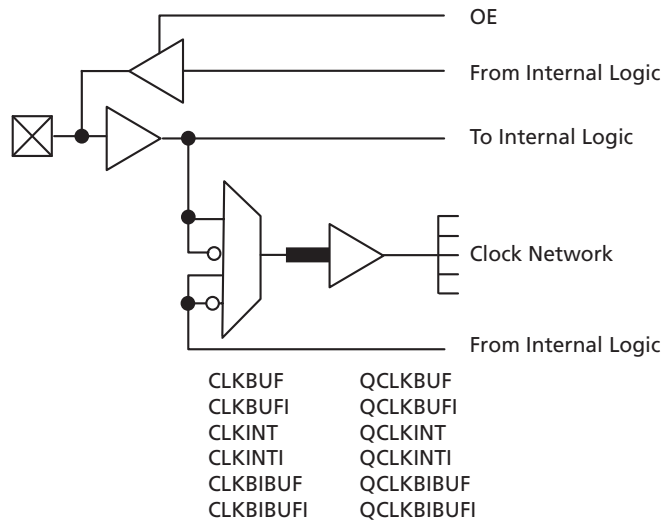 OE
From Internal Logic
To Internal Logic
Clock Network
From Internal Logic
CLKBUF QCLKBUF
CLKBUFI QCLKBUFI
CLKINT QCLKINT
CLKINTI QCLKINTI
CLKBIBUF QCLKBIBUF
CLKBIBUFI QCLKBIBUFI